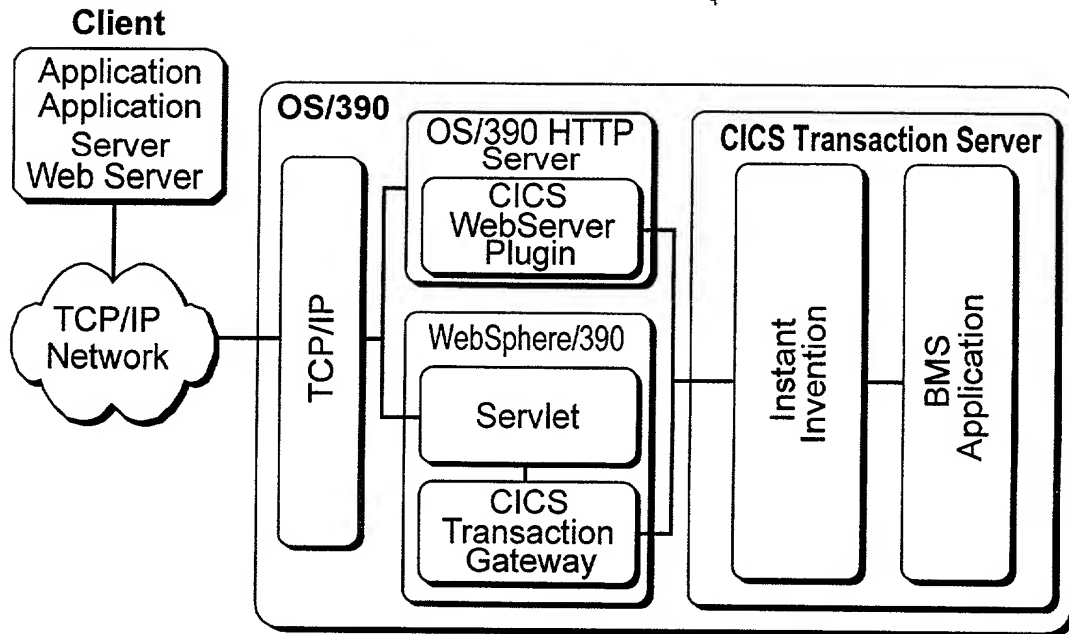 Client
Application
Application
Server
Web Server
TCP/IP
Network
OS/390
TCP/IP
OS/390 HTTP
Server
CICS
WebServer
Plugin
WebSphere/390
Servlet
CICS
Transaction
Gateway
CICS Transaction Server
Instant
Invention
BMS
Application